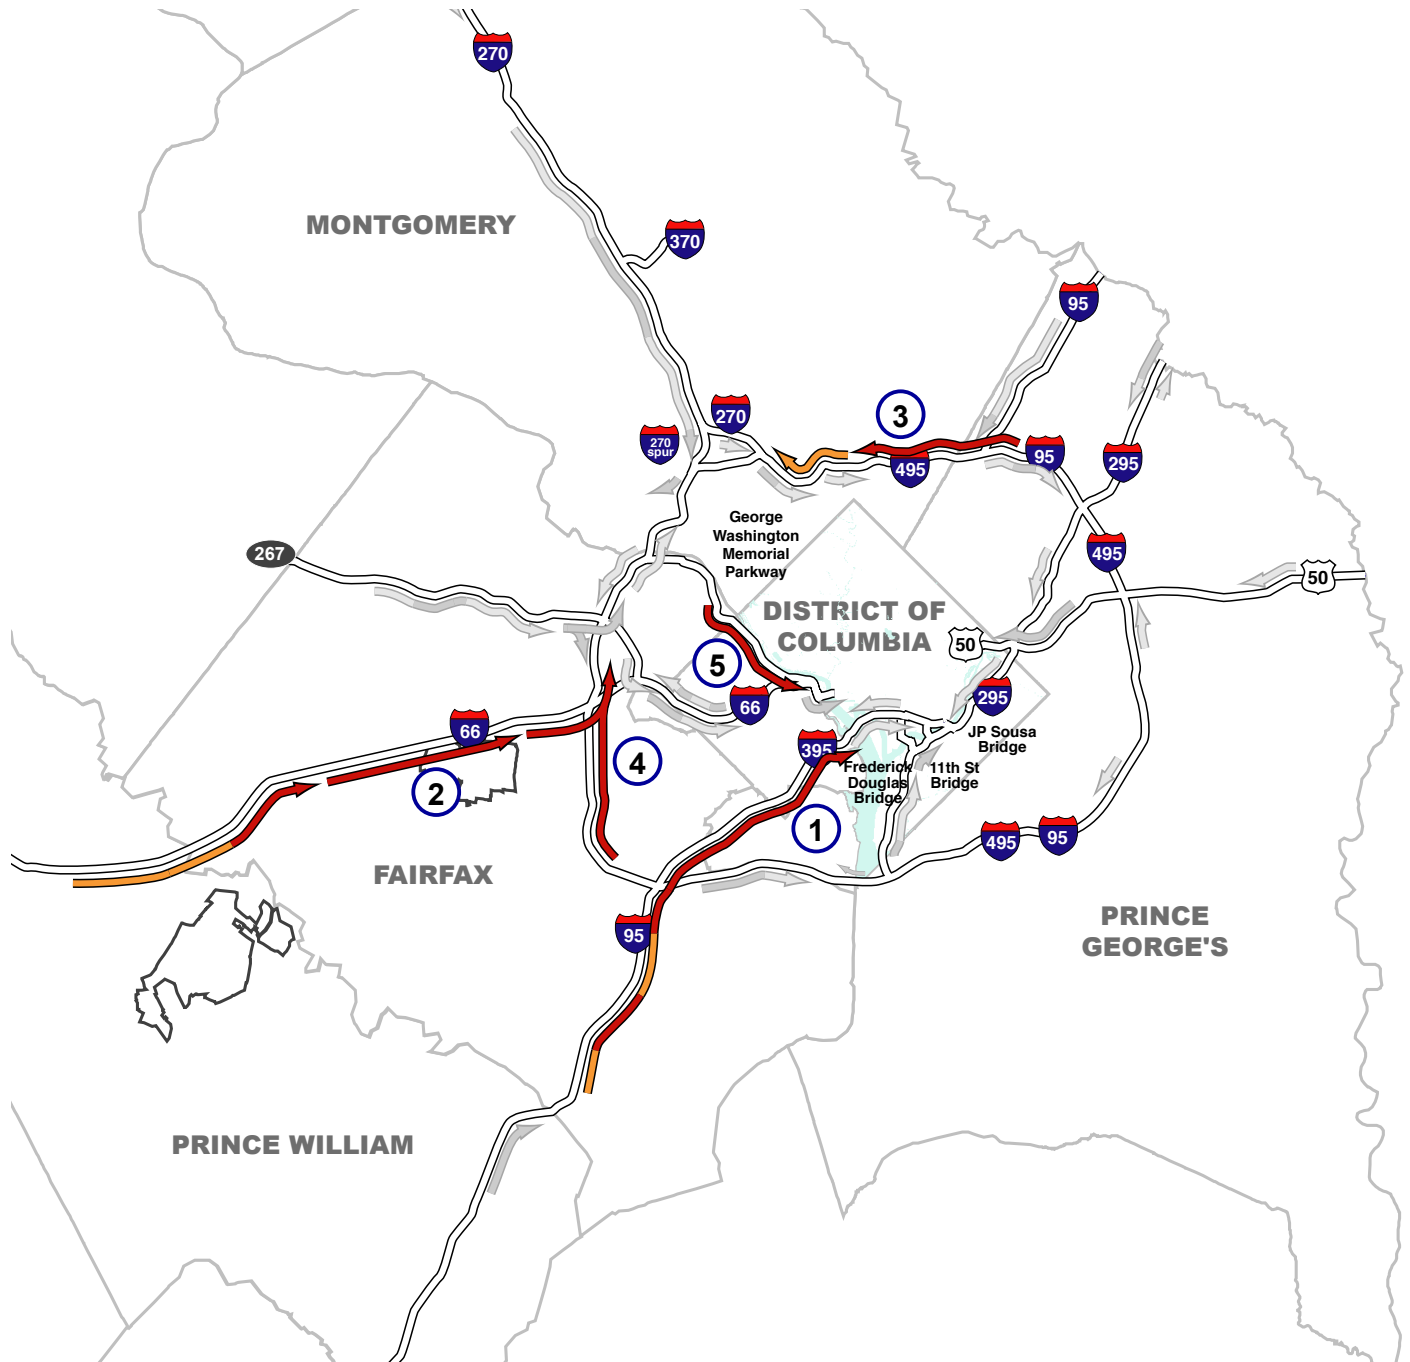 270
MONTGOMERY
370
95
270
3
270
spur
495
95
295
George
Washington
Memorial
Parkway
267
495
50
DISTRICT OF
COLUMBIA
50
5
66
295
66
JP Sousa
Bridge
395
4
Frederick
Douglas
Bridge
11th St
Bridge
2
1
495
95
FAIRFAX
95
PRINCE
GEORGE'S
PRINCE WILLIAM